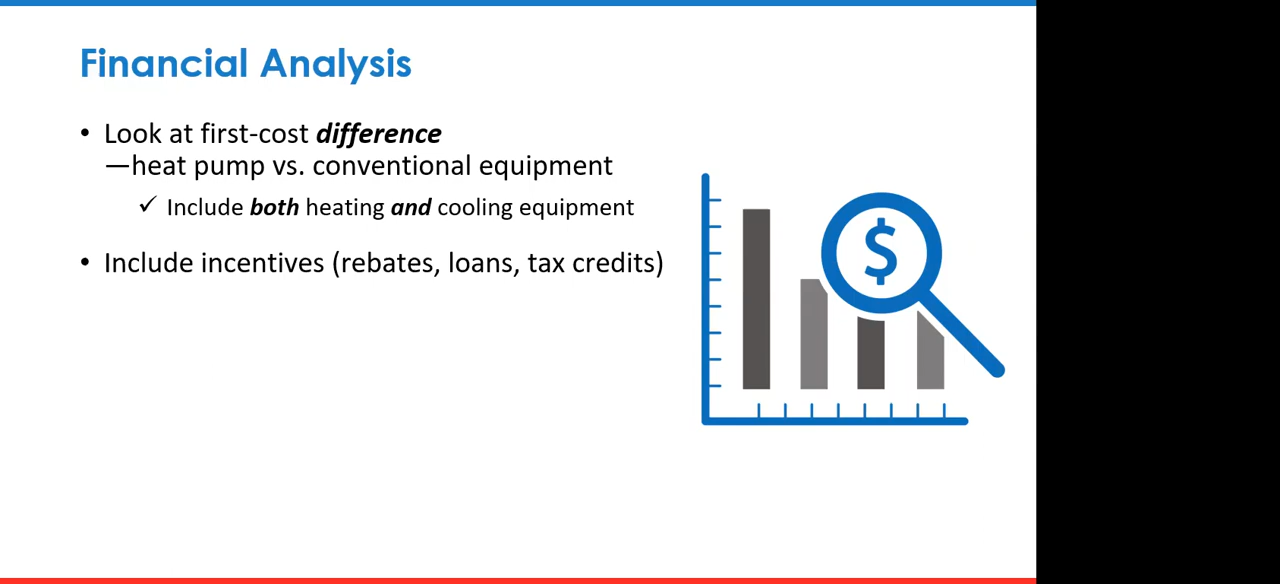 Financial Analysis
• Look at first-cost difference
—heat pump vs. conventional equipment
✓ Include both heating and cooling equipment
• Include incentives (rebates, loans, tax credits)
$